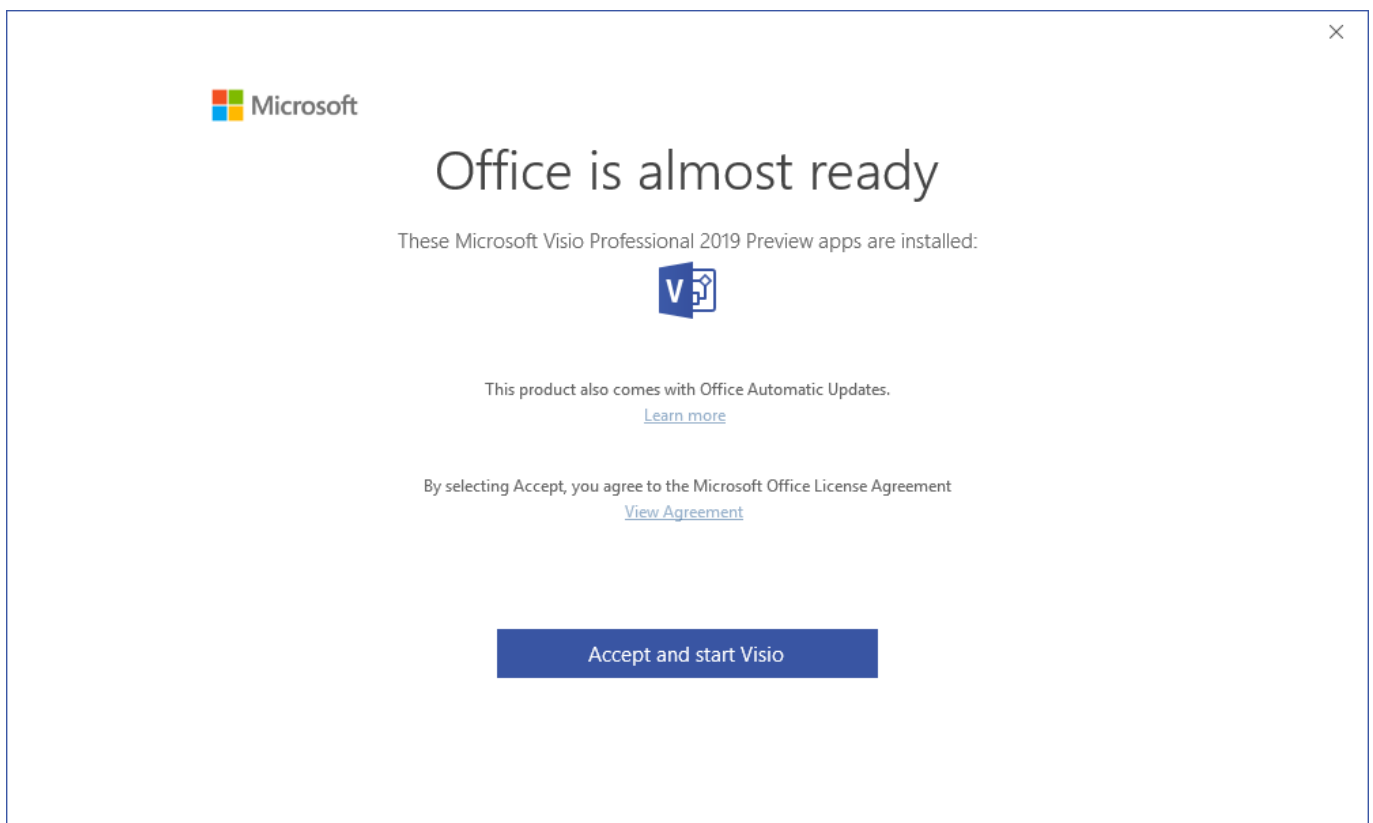 Microsoft
Office is almost ready
These Microsoft Visio Professional 2019 Preview apps are installed:
V
This product also comes with Office Automatic Updates.
Learn more
By selecting Accept, you agree to the Microsoft Office License Agreement
View Agreement
Accept and start Visio